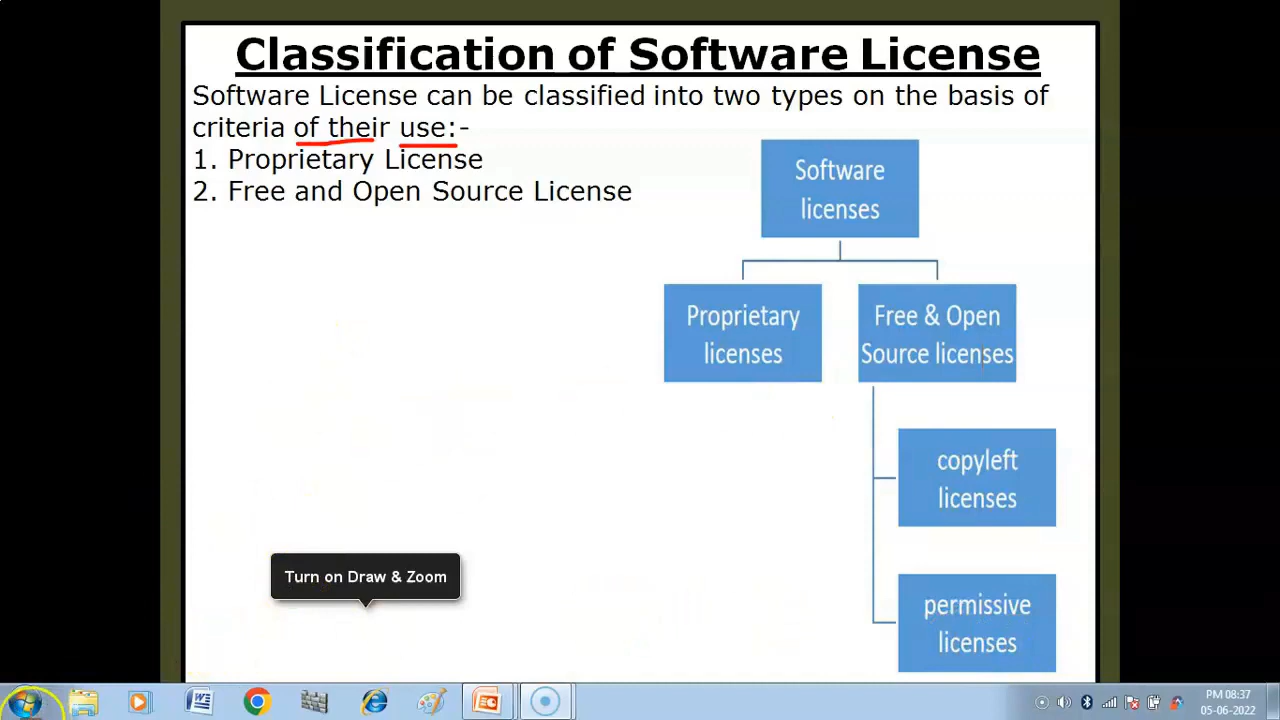 Classification of Software License
Software License can be classified into two types on the basis of
criteria of their use:-
1. Proprietary License
2. Free and Open Source License
Software
licenses
Proprietary
licenses
Free & Open
Source licenses
copyleft
licenses
permissive
licenses
Turn on Draw & Zoom
PM 08:37
05-06-2022